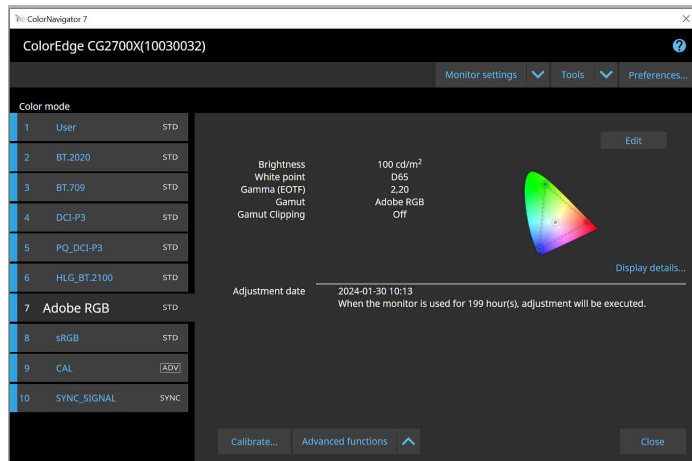 ColorNavigator 7
ColorEdge CG2700X(10030032)
Monitor settings Tools Preferences...
Color mode
1 User STD
2 BT.2020 STD
3 BT.709 STD
4 DCI-P3 STD
5 PQ_DCI-P3 STD
6 HLG_BT.2100 STD
7 Adobe RGB STD
8 sRGB STD
9 CAL ADV
10 SYNC_SIGNAL SYNC
Edit
Brightness 100 cd/m²
White point D65
Gamma (EOTF) 2,20
Gamut Adobe RGB
Gamut Clipping Off
Display details...
Adjustment date 2024-01-30 10:13
When the monitor is used for 199 hour(s), adjustment will be executed.
Calibrate... Advanced functions Close